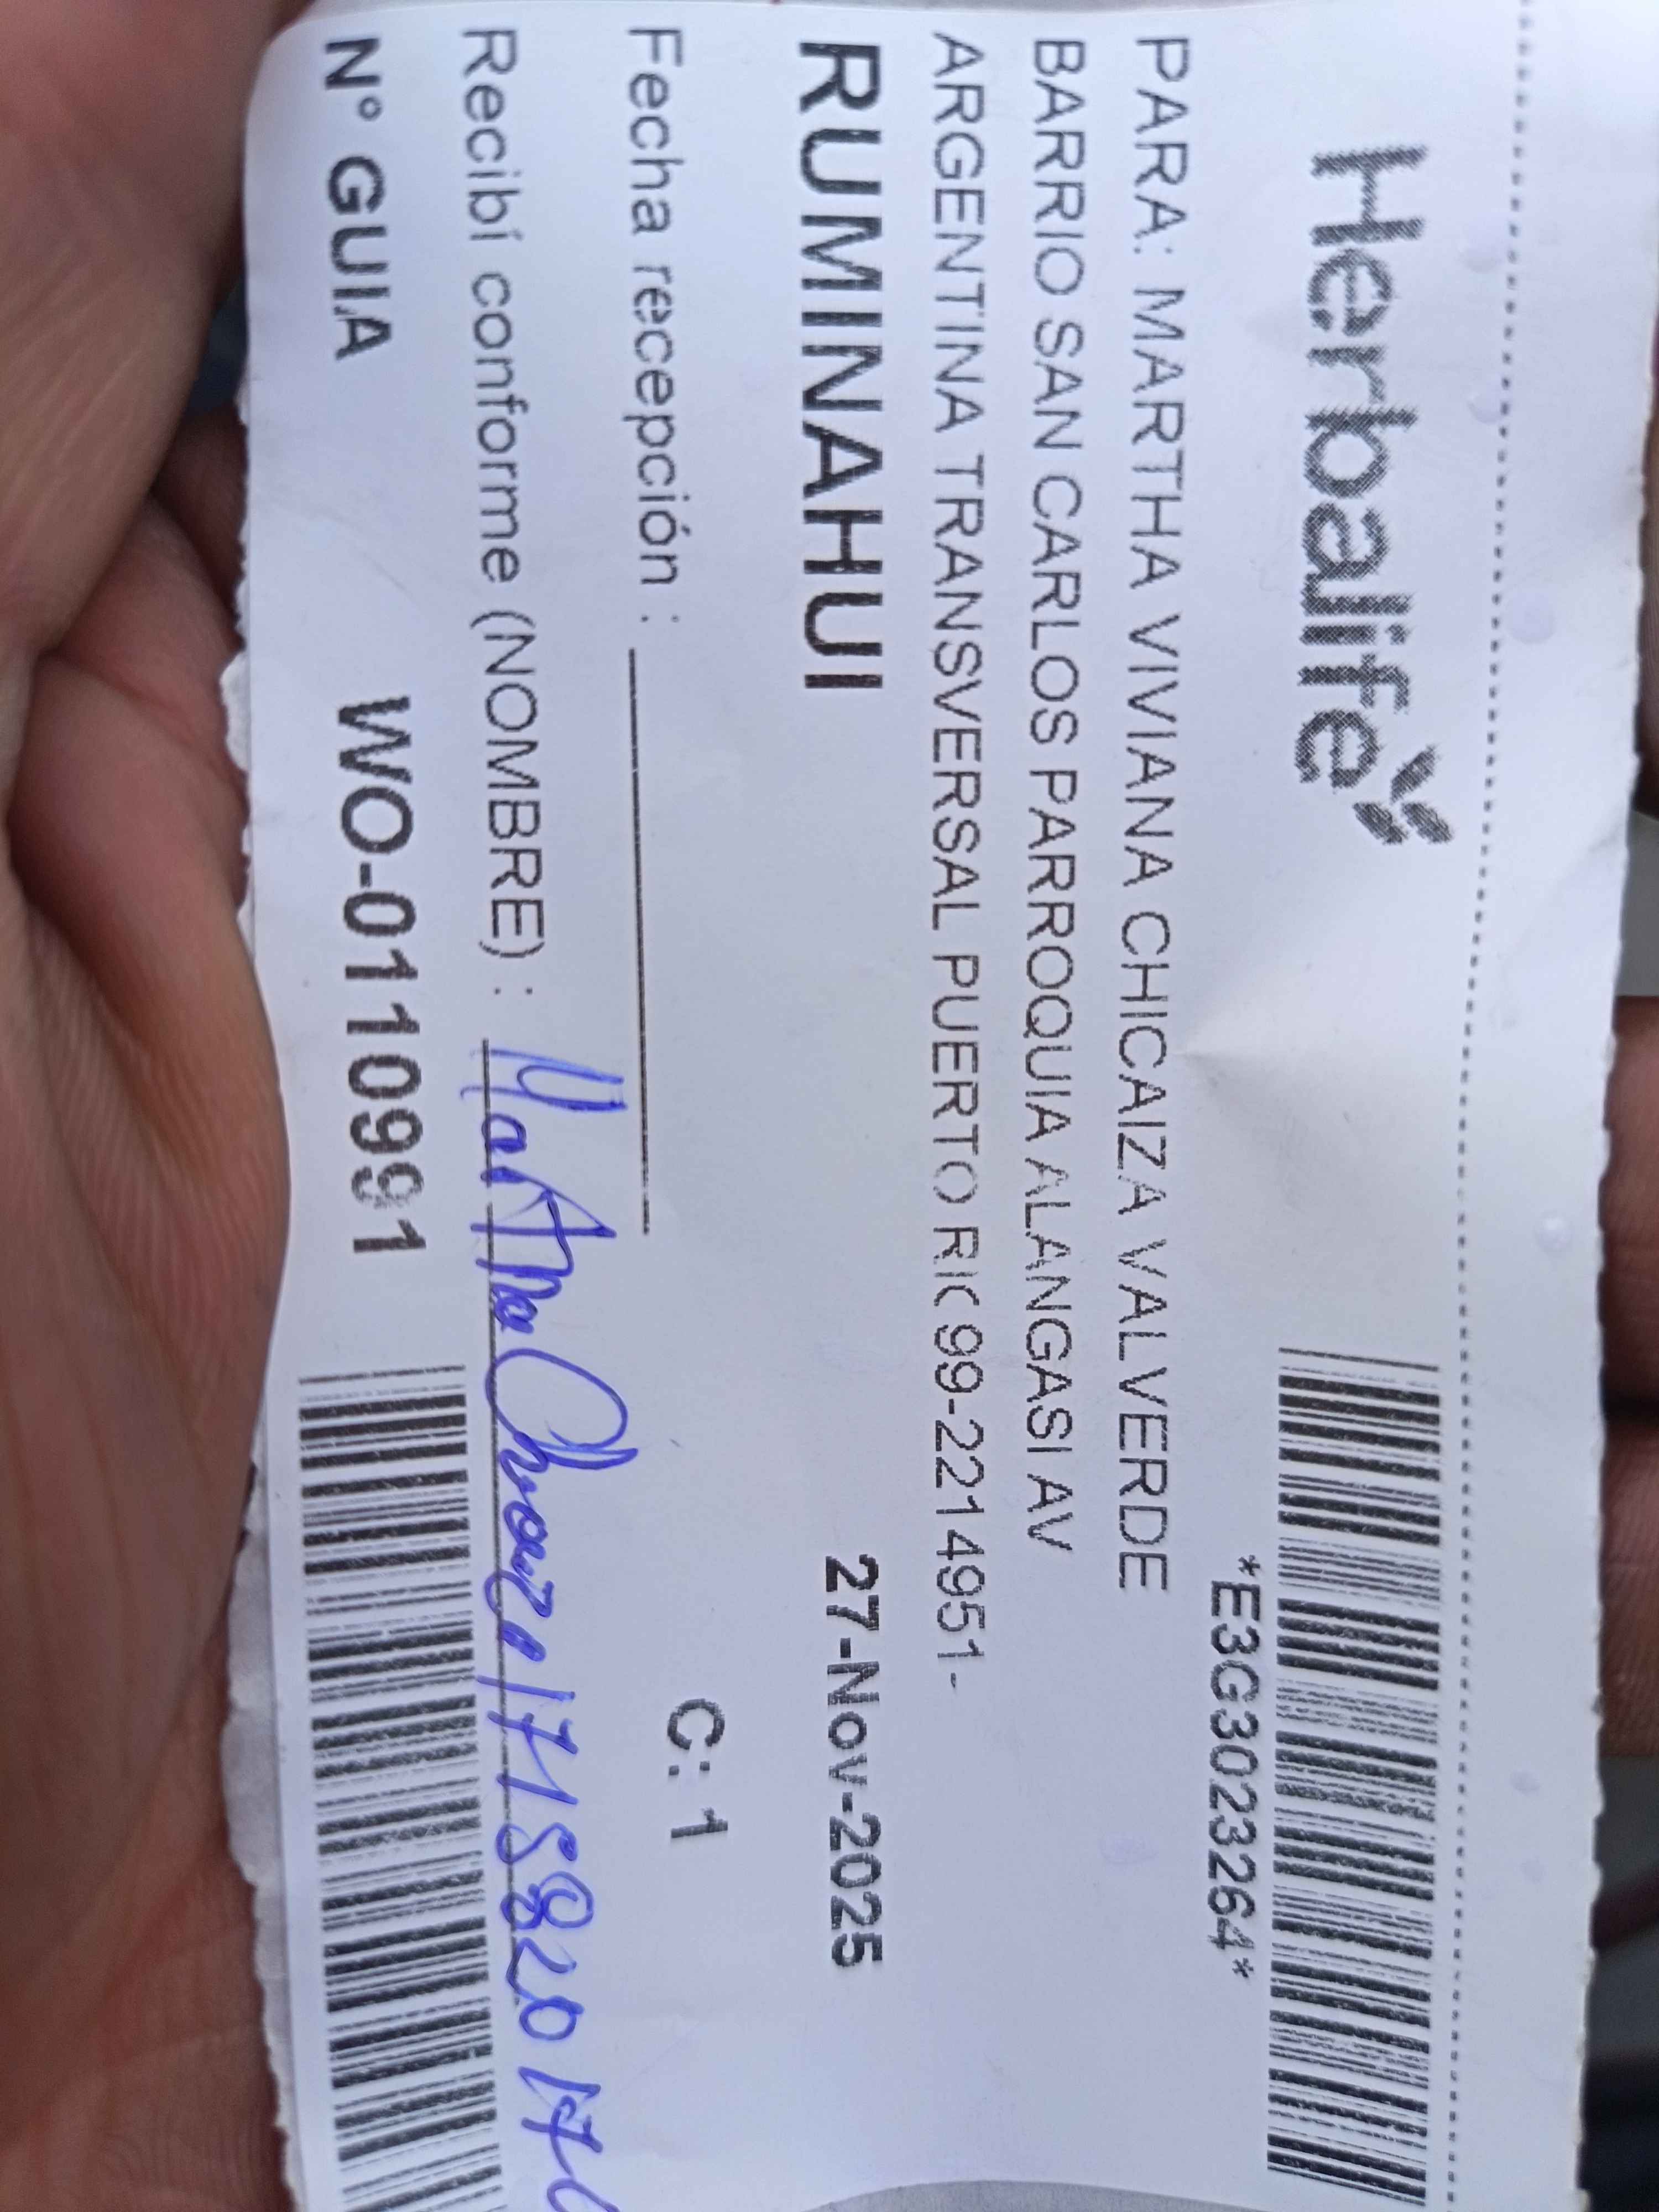 Herbalife
*E3G3023264*
PARA: MARTHA VIVIANA CHICAIZA VALVERDE
BARRIO SAN CARLOS PARROQUIA ALANGASI AV
ARGENTINA TRANSVERSAL PUERTO RIC 99-2214951-
RUMINAHUI 27-Nov-2025
C: 1
Fecha recepción :
Recibí conforme (NOMBRE) : Martha
N° GUIA WO-0110991